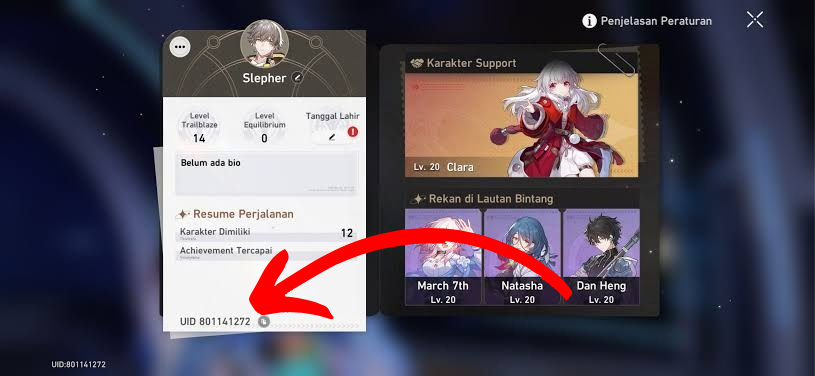 Penjelasan Peraturan
Slepher
Level Trailblaze
14
Level Equilibrium
0
Tanggal Lahir
Belum ada bio
Resume Perjalanan
Karakter Dimiliki 12
Achievement Tercapai
UID 801141272
Karakter Support
Lv. 20 Clara
Rekan di Lautan Bintang
March 7th
Lv. 20
Natasha
Lv. 20
Dan Heng
Lv. 20
UID:801141272